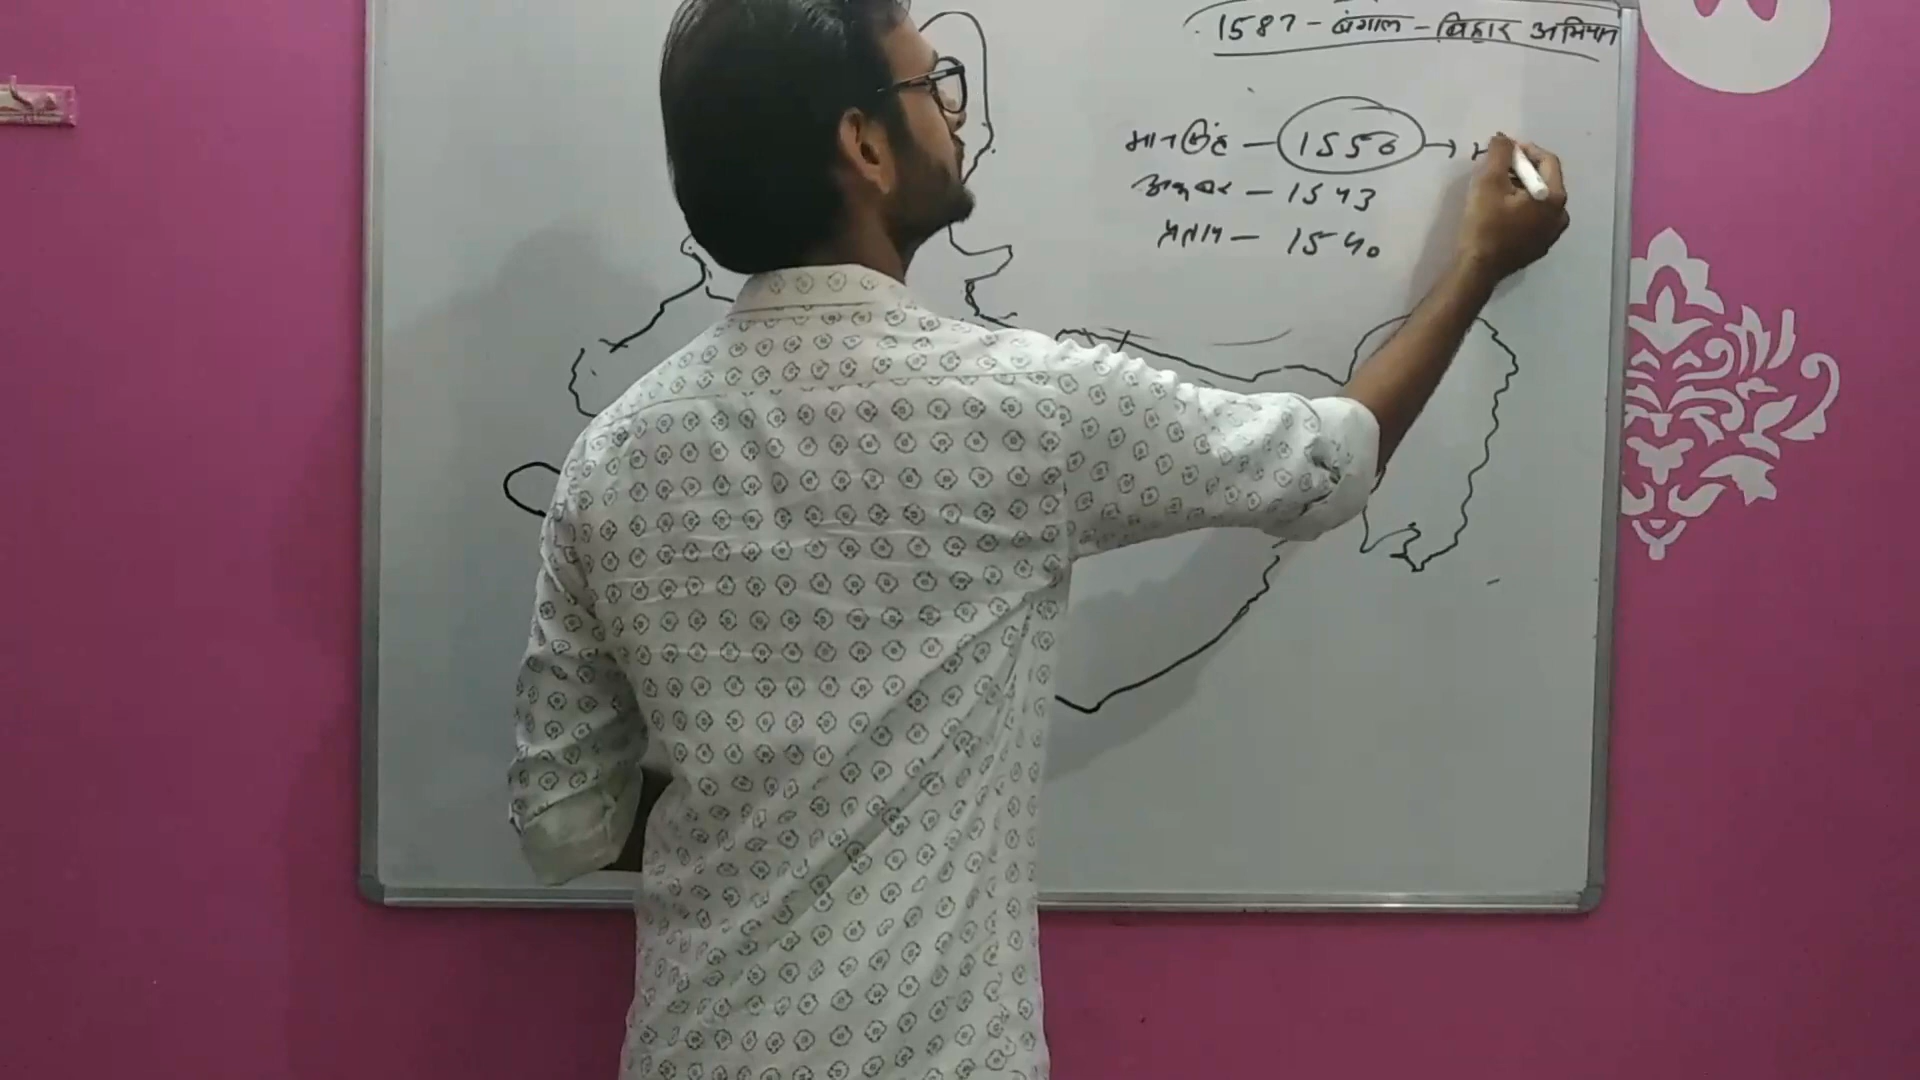 1587 - बंगाल - बिहार अभियान
मानसिंह - 1550 →
अकबर - 1543
प्रताप - 1540